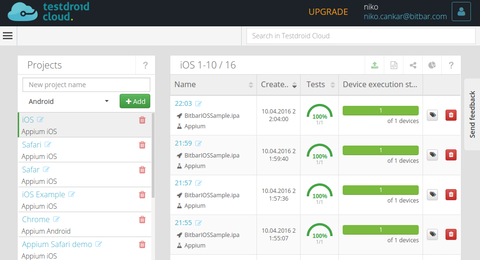 testdroid
cloud.
UPGRADE
niko
niko.cankar@bitbar.com
Search in Testdroid Cloud
Projects
?
New project name
Android
Add
iOS
Appium iOS
Safari
Appium iOS
Safar
Appium iOS
iOS Example
Appium iOS
Chrome
Appium Android
Appium Safari demo
Appium iOS
iOS 1-10 / 16
?
Name
Create..
Tests
Device execution st...
22:03
BitbarIOSSample.ipa
Appium
10.04.2016 2
2:04:00
100%
1/1
1
of 1 devices
21:59
BitbarIOSSample.ipa
Appium
10.04.2016 2
1:59:40
100%
1/1
1
of 1 devices
21:57
BitbarIOSSample.ipa
Appium
10.04.2016 2
1:57:36
100%
1/1
1
of 1 devices
21:55
BitbarIOSSample.ipa
Appium
10.04.2016 2
1:55:07
100%
1/1
1
of 1 devices
Send feedback